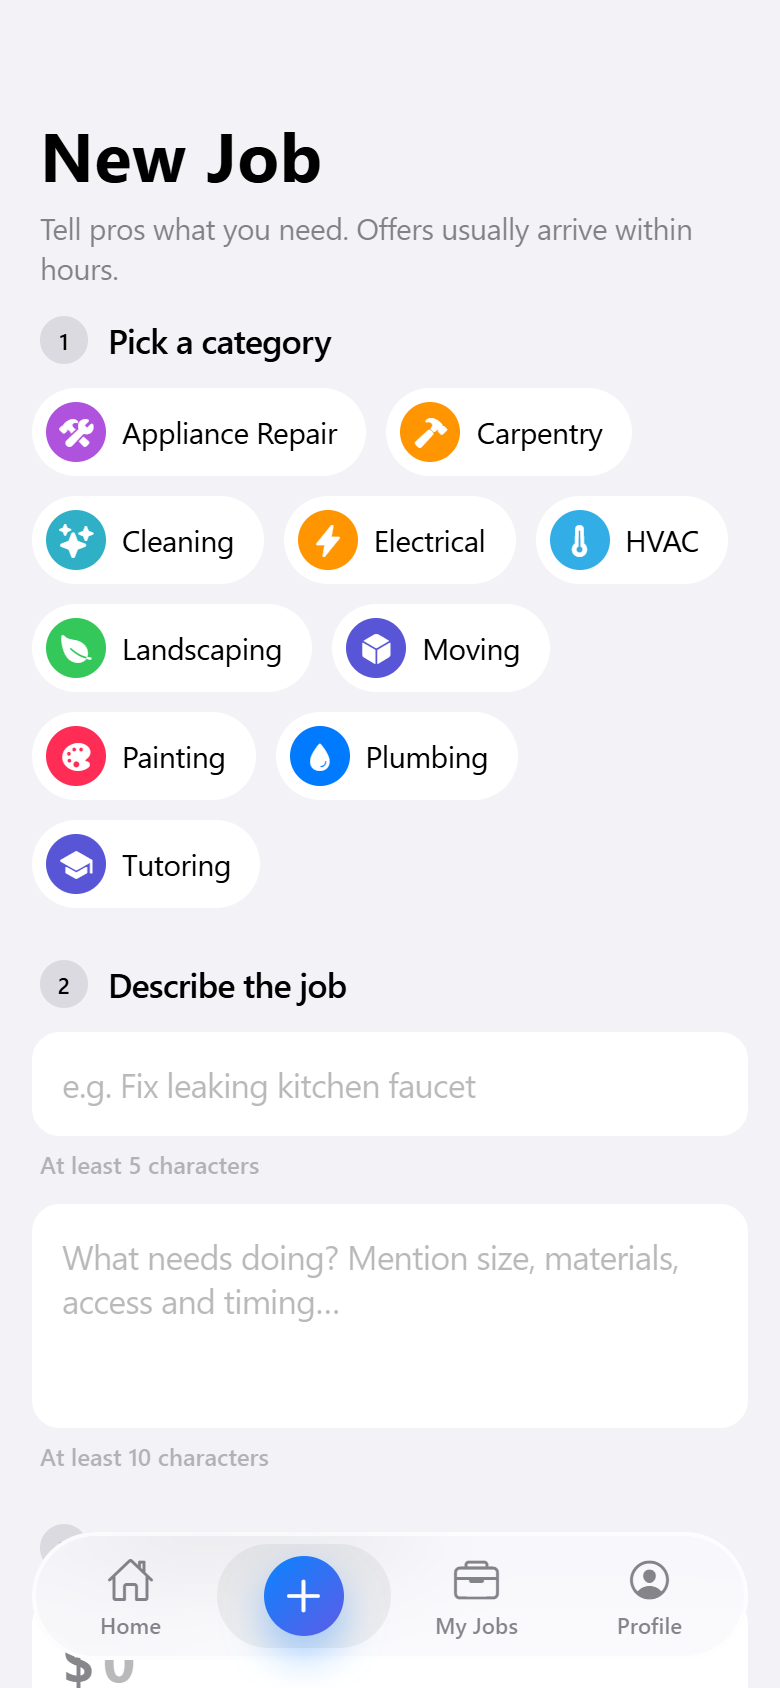 New Job
Tell pros what you need. Offers usually arrive within
hours.
1 Pick a category
Appliance Repair Carpentry
Cleaning Electrical HVAC
Landscaping Moving
Painting Plumbing
Tutoring
2 Describe the job
e.g. Fix leaking kitchen faucet
At least 5 characters
What needs doing? Mention size, materials,
access and timing...
At least 10 characters
Home My Jobs Profile
$ 0